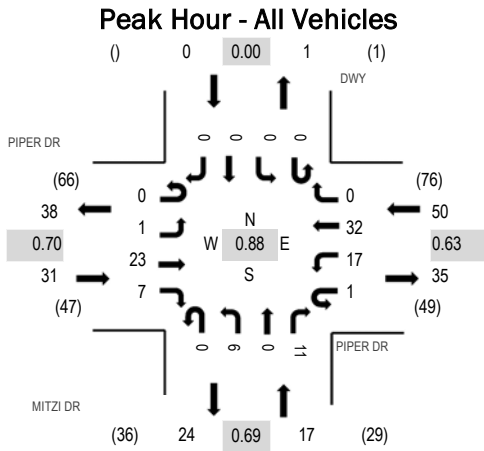 Peak Hour - All Vehicles
() 0 0.00 1 (1)
DWY
0 0 0 0
PIPER DR
(66) (76)
38 0 0 50
1 N 32
0.70 W 0.88 E 0.63
23 S 17
31 35
7 1
(47) (49)
0 6 0 11
PIPER DR
MITZI DR
(36) 24 0.69 17 (29)